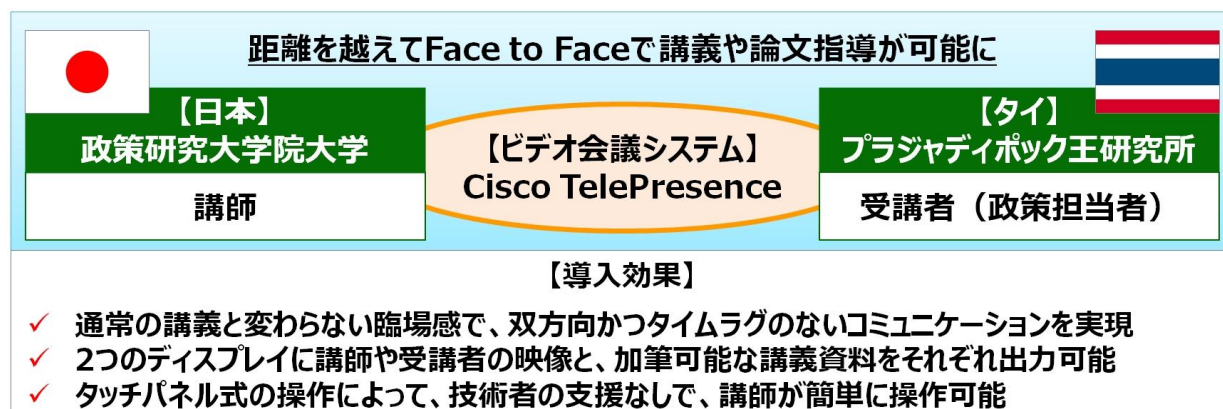 距離を越えてFace to Faceで講義や論文指導が可能に
【日本】
政策研究大学院大学
講師
【ビデオ会議システム】
Cisco TelePresence
【タイ】
プラジャディポック王研究所
受講者（政策担当者）
【導入効果】
✓ 通常の講義と変わらない臨場感で、双方向かつタイムラグのないコミュニケーションを実現
✓ 2つのディスプレイに講師や受講者の映像と、加筆可能な講義資料をそれぞれ出力可能
✓ タッチパネル式の操作によって、技術者の支援なしで、講師が簡単に操作可能